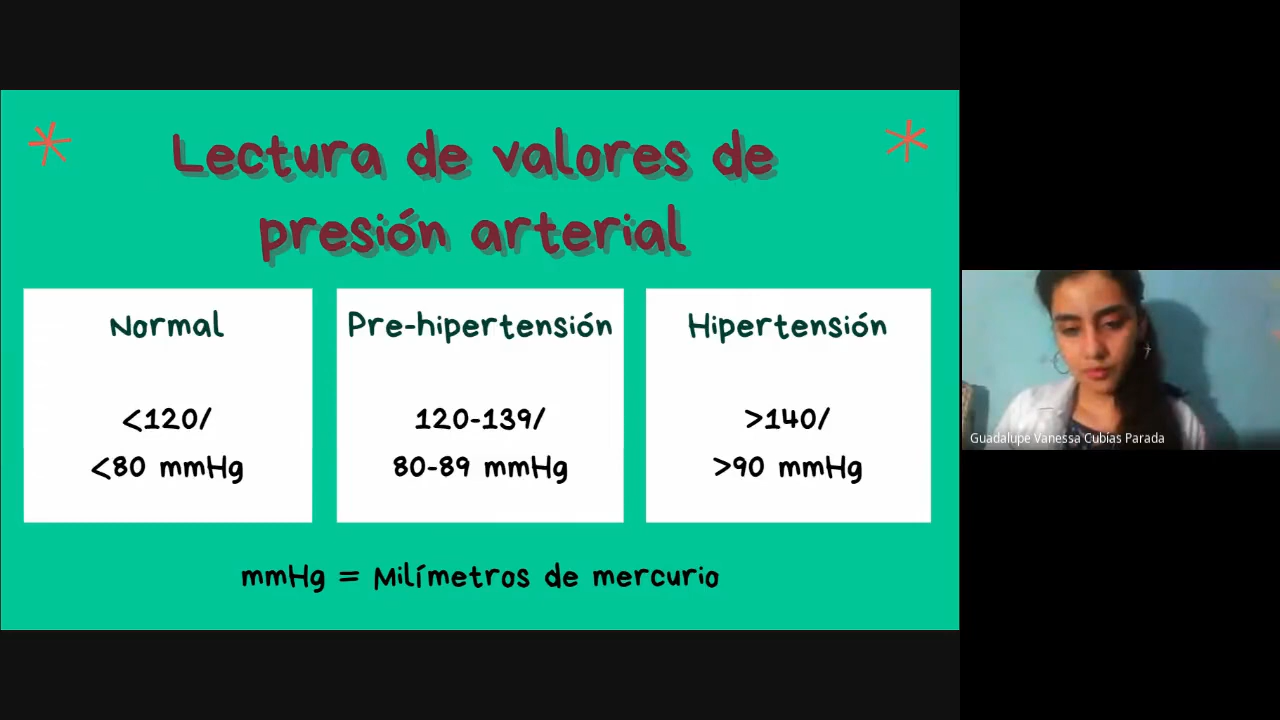 Lectura de valores de
presión arterial
Normal
<120/
<80 mmHg
Pre-hipertensión
120-139/
80-89 mmHg
Hipertensión
>140/
>90 mmHg
mmHg = Milímetros de mercurio
Guadalupe Vanessa Cubías Parada